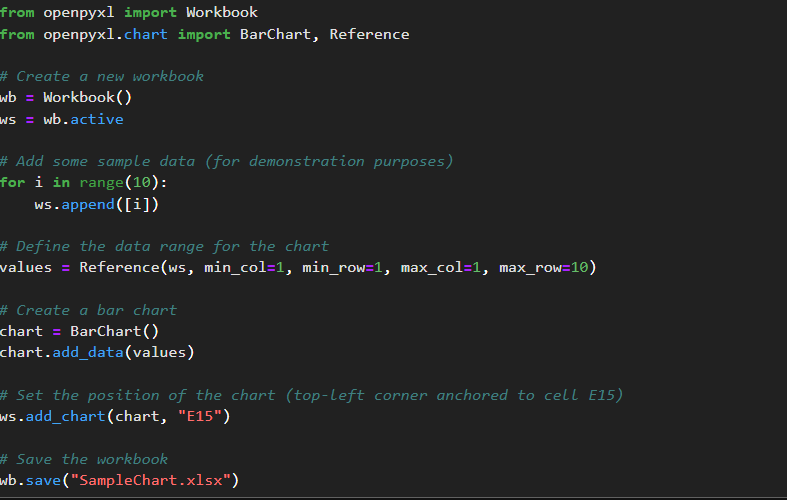 from openpyxl import Workbook
from openpyxl.chart import BarChart, Reference
# Create a new workbook
wb = Workbook()
ws = wb.active
# Add some sample data (for demonstration purposes)
for i in range(10):
    ws.append([i])
# Define the data range for the chart
values = Reference(ws, min_col=1, min_row=1, max_col=1, max_row=10)
# Create a bar chart
chart = BarChart()
chart.add_data(values)
# Set the position of the chart (top-left corner anchored to cell E15)
ws.add_chart(chart, "E15")
# Save the workbook
wb.save("SampleChart.xlsx")